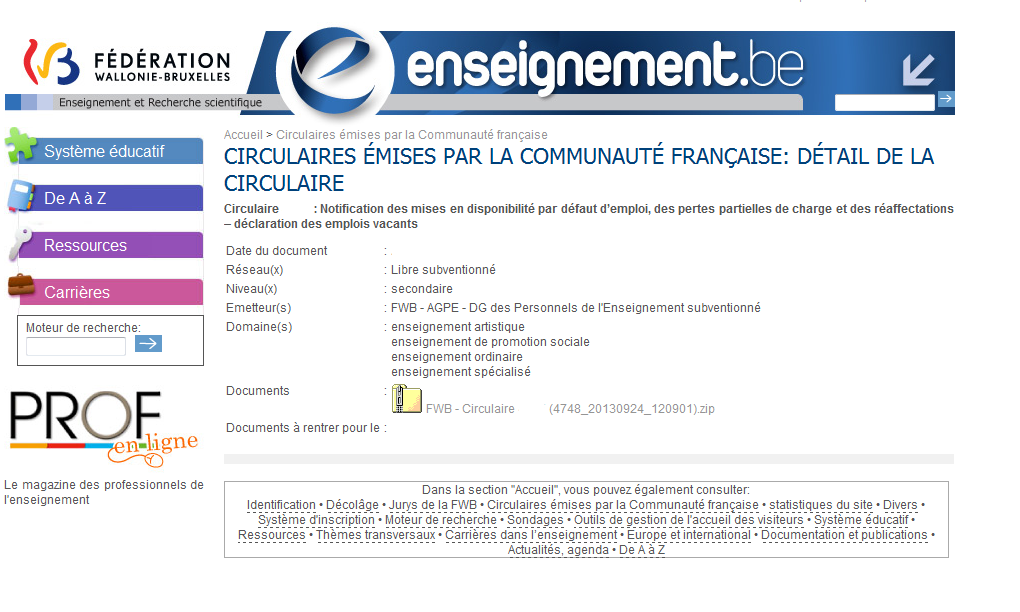 FÉDÉRATION
WALLONIE-BRUXELLES
enseignement.be
Enseignement et Recherche scientifique
Système éducatif
De A à Z
Ressources
Carrières
Moteur de recherche:
PROF
en ligne
Le magazine des professionnels de
l'enseignement
Accueil > Circulaires émises par la Communauté française
CIRCULAIRES ÉMISES PAR LA COMMUNAUTÉ FRANÇAISE: DÉTAIL DE LA
CIRCULAIRE
Circulaire : Notification des mises en disponibilité par défaut d'emploi, des pertes partielles de charge et des réaffectations
– déclaration des emplois vacants
Date du document :
Réseau(x) : Libre subventionné
Niveau(x) : secondaire
Emetteur(s) : FWB - AGPE - DG des Personnels de l'Enseignement subventionné
Domaine(s) : enseignement artistique
enseignement de promotion sociale
enseignement ordinaire
enseignement spécialisé
Documents : FWB - Circulaire (4748_20130924_120901).zip
Documents à rentrer pour le :
Dans la section "Accueil", vous pouvez également consulter:
Identification • Décolâge • Jurys de la FWB • Circulaires émises par la Communauté française • statistiques du site • Divers •
Système d'inscription • Moteur de recherche • Sondages • Outils de gestion de l'accueil des visiteurs • Système éducatif •
Ressources • Thèmes transversaux • Carrières dans l'enseignement • Europe et international • Documentation et publications •
Actualités, agenda • De A à Z